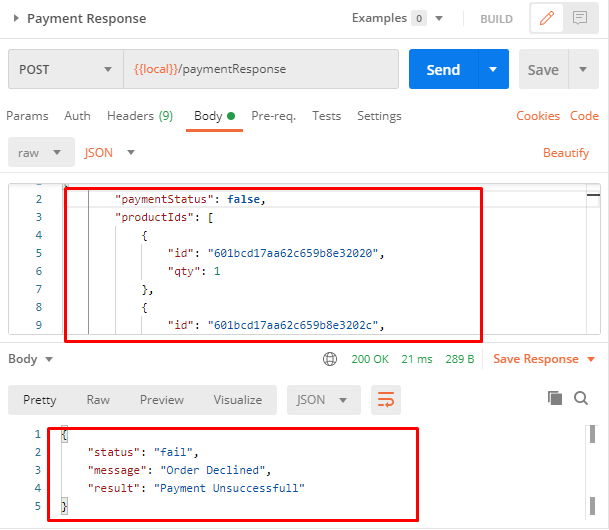 Payment Response
Examples 0
BUILD
POST
{{local}}/paymentResponse
Send
Save
Params Auth Headers (9) Body Pre-req. Tests Settings
Cookies Code
raw JSON
Beautify
2 "paymentStatus": false,
3 "productIds": [
4 {
5 "id": "601bcd17aa62c659b8e32020",
6 "qty": 1
7 },
8 {
9 "id": "601bcd17aa62c659b8e3202c",
Body
200 OK 21 ms 289 B Save Response
Pretty Raw Preview Visualize JSON
1 {
2 "status": "fail",
3 "message": "Order Declined",
4 "result": "Payment Unsuccessfull"
5 }